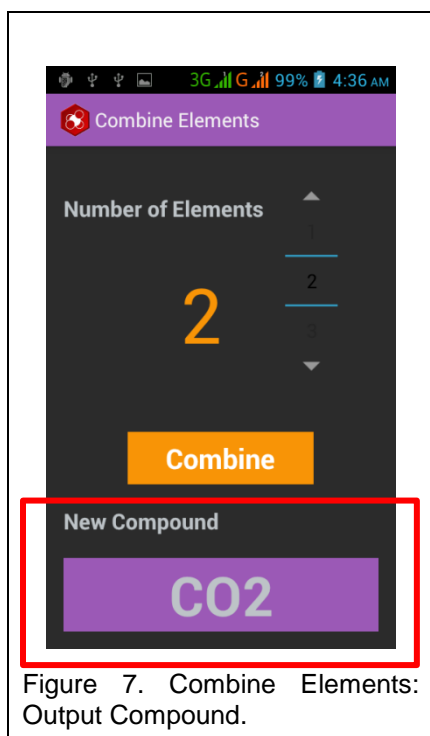 3G G 99% 4:36 AM
Combine Elements
Number of Elements
1
2
2
3
Combine
New Compound
CO2
Figure 7. Combine Elements:
Output Compound.